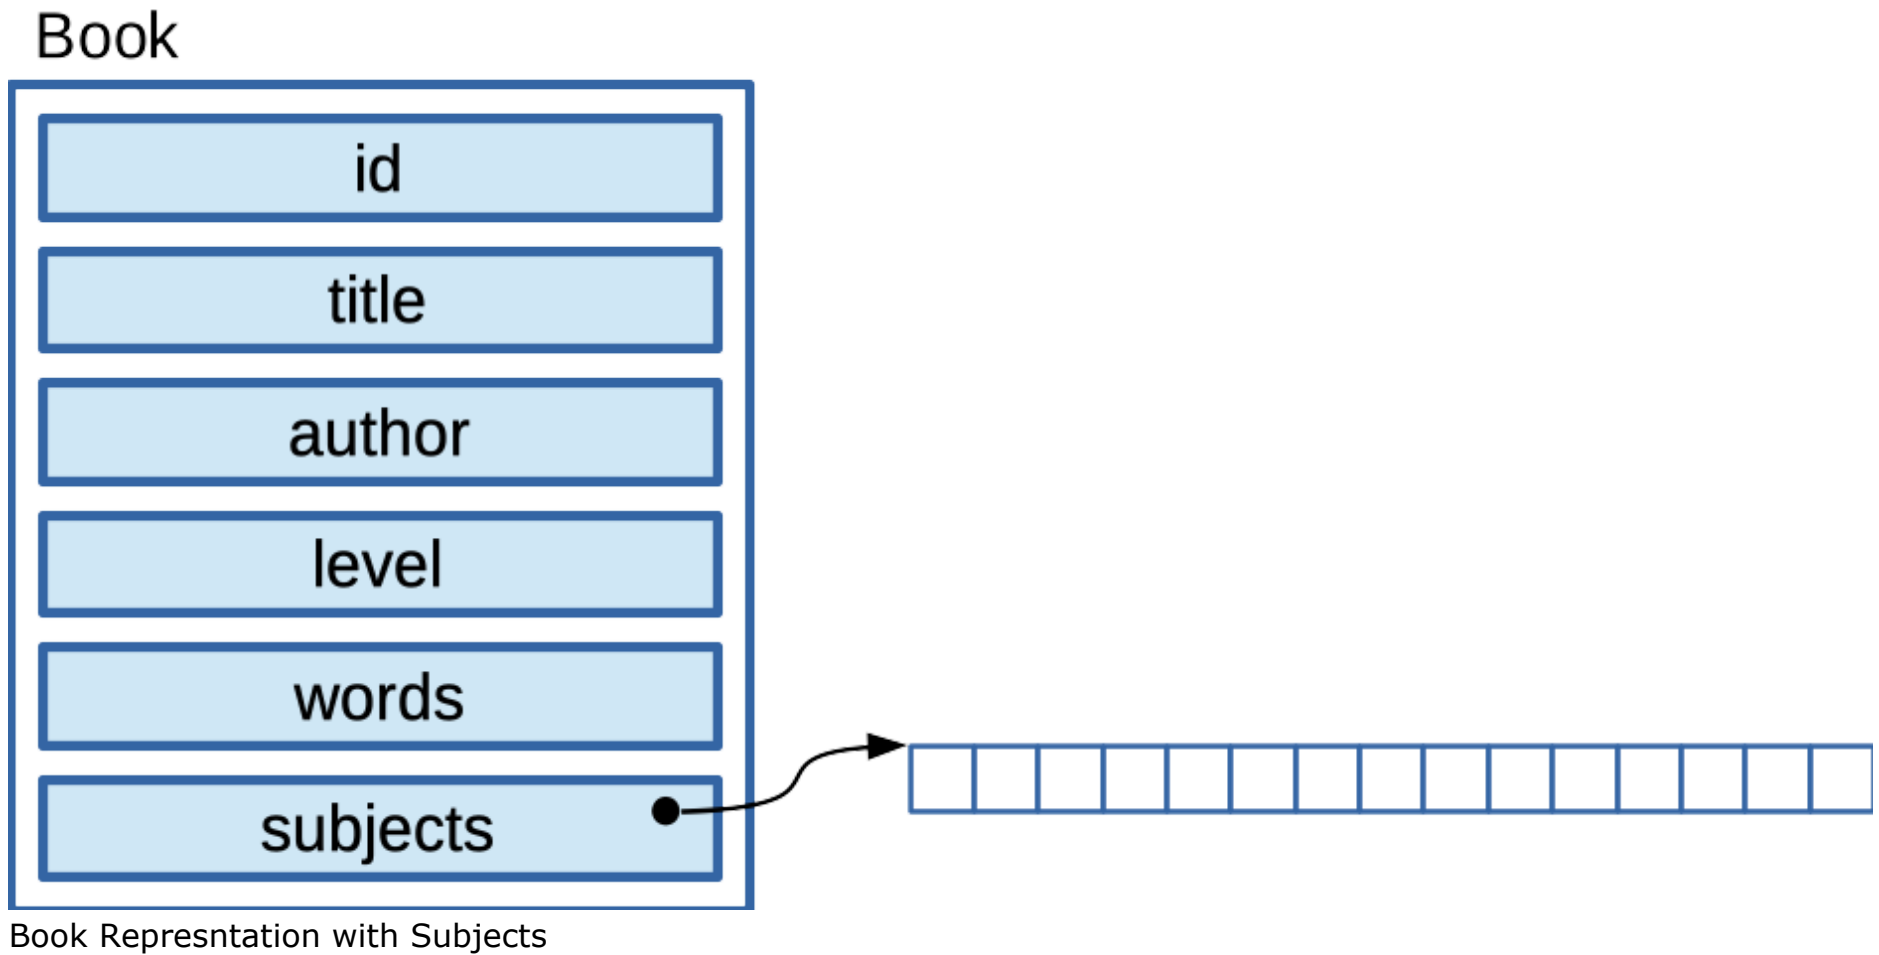 Book
id
title
author
level
words
subjects
Book Represntation with Subjects